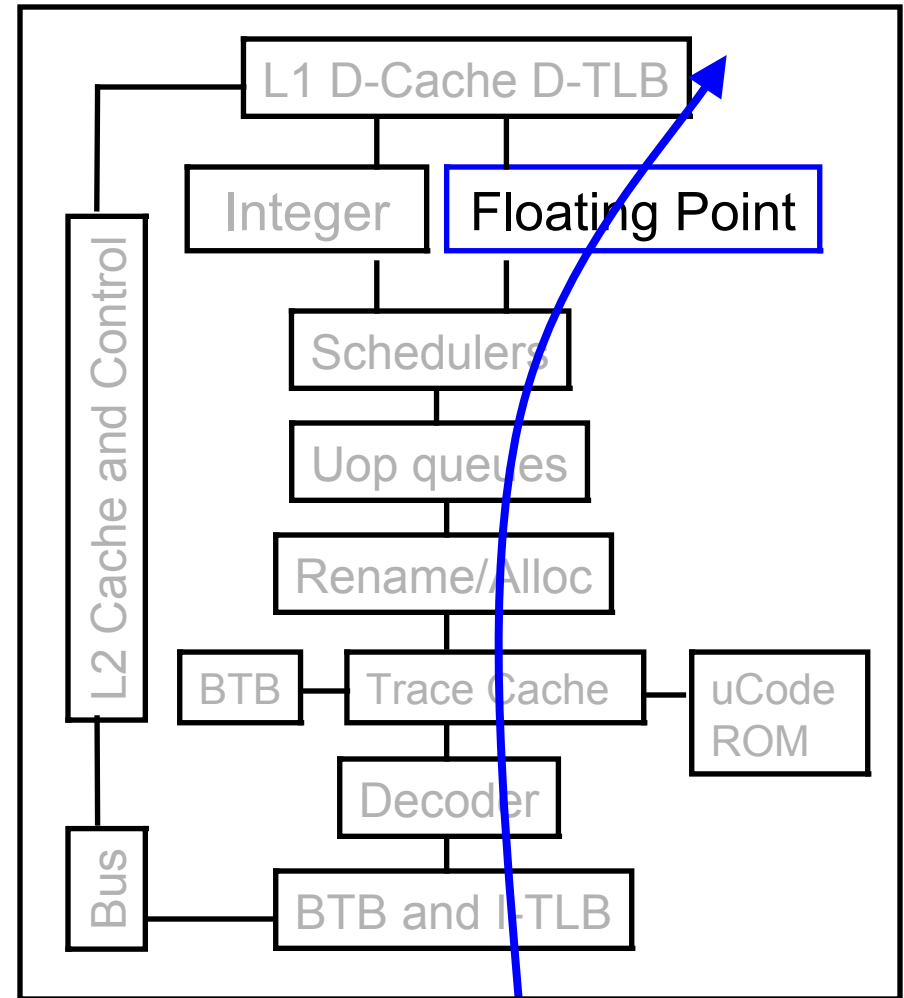 L1 D-Cache D-TLB
Integer
Floating Point
L2 Cache and Control
Schedulers
Uop queues
Rename/Alloc
BTB
Trace Cache
uCode
ROM
Decoder
Bus
BTB and I-TLB